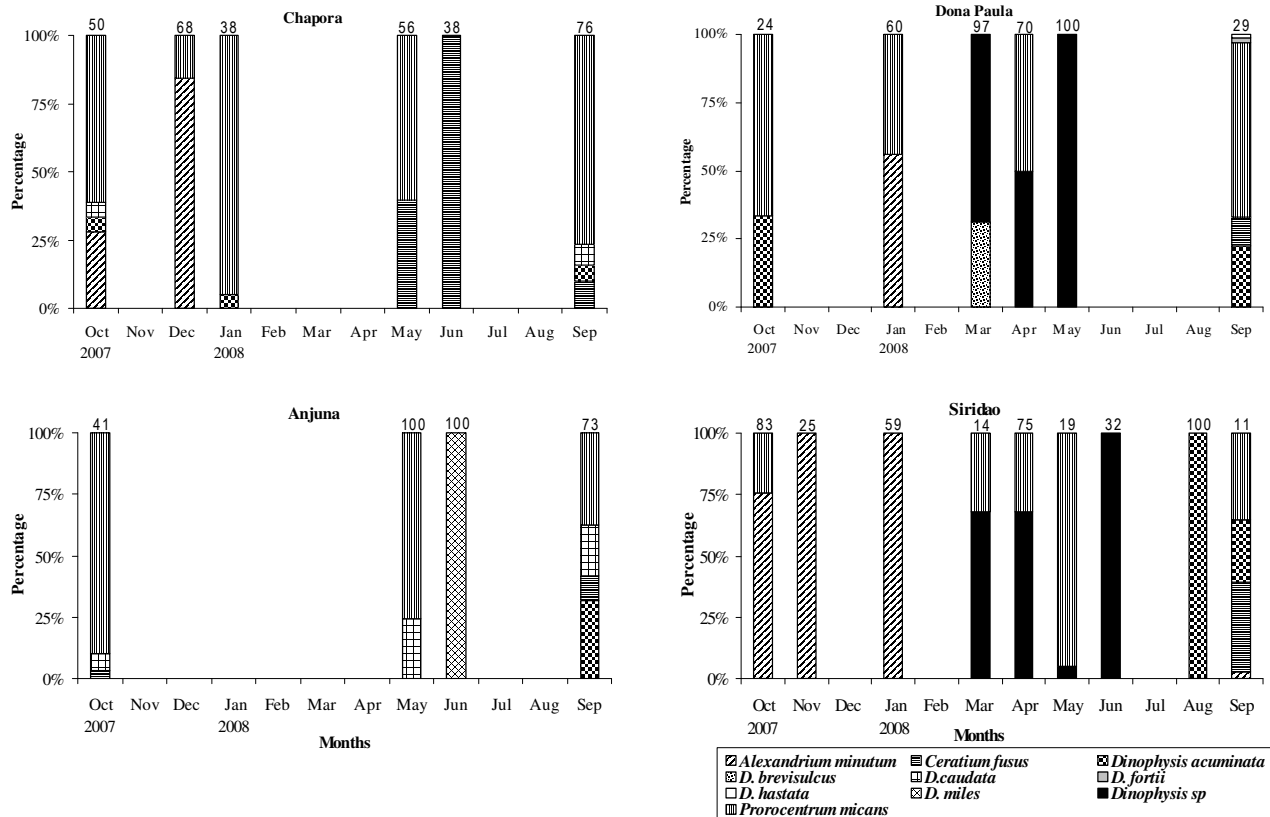 Chapora
50 68 38 56 38 76
100%
75%
50%
25%
0%
Percentage
Oct Nov Dec Jan Feb Mar Apr May Jun Jul Aug Sep
2007 2008
Dona Paula
24 60 97 70 100 29
100%
75%
50%
25%
0%
Percentage
Oct Nov Dec Jan Feb Mar Apr May Jun Jul Aug Sep
2007 2008
Anjuna
41 100 100 73
100%
75%
50%
25%
0%
Percentage
Oct Nov Dec Jan Feb Mar Apr May Jun Jul Aug Sep
2007 2008
Months
Siridao
83 25 59 14 75 19 32 100 11
100%
75%
50%
25%
0%
Percentage
Oct Nov Dec Jan Feb Mar Apr May Jun Jul Aug Sep
2007 2008
Months
Alexandrium minutum Ceratium fusus Dinophysis acuminata
D. brevisulcus D.caudata D. fortii
D. hastata D. miles Dinophysis sp
Prorocentrum micans